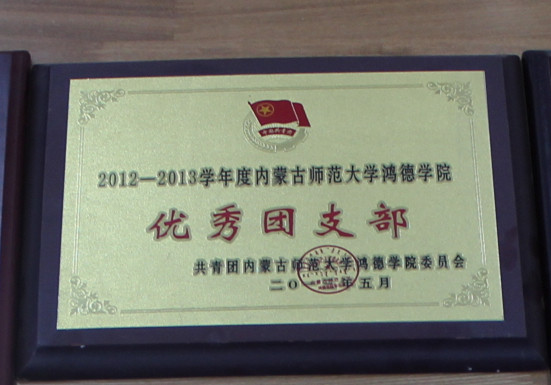 2012—2013学年度内蒙古师范大学鸿德学院
优秀团支部
共青团内蒙古师范大学鸿德学院委员会
二〇一三年五月